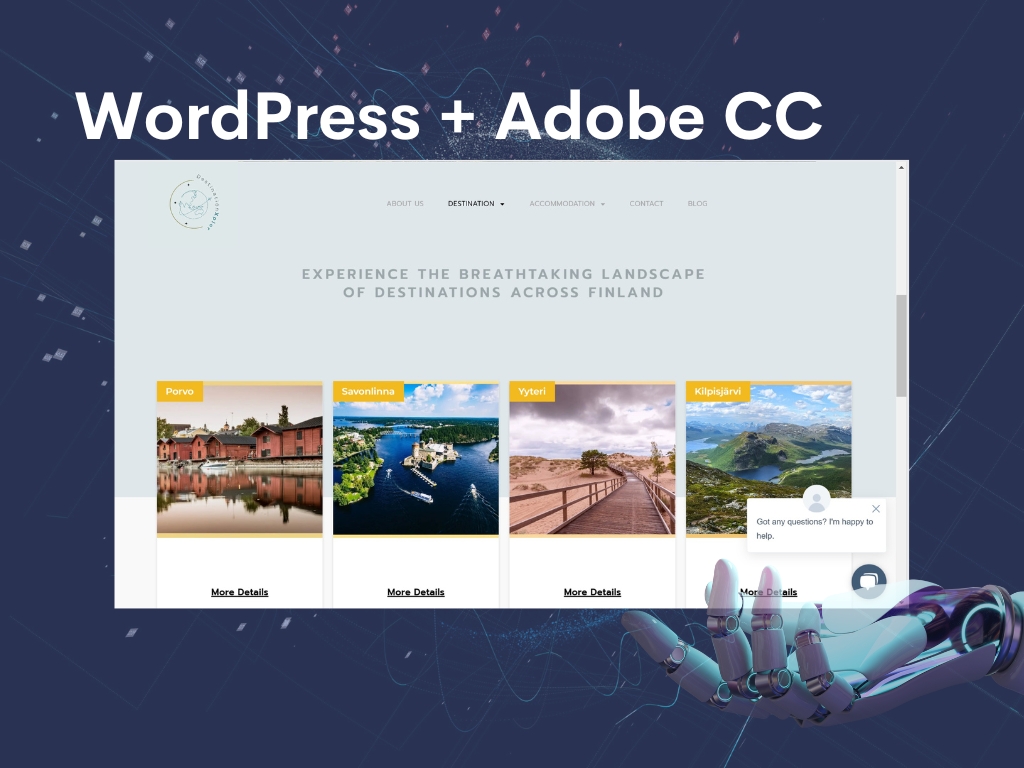 WordPress + Adobe CC
DestinationXplor
ABOUT US DESTINATION ACCOMMODATION CONTACT BLOG
EXPERIENCE THE BREATHTAKING LANDSCAPE
OF DESTINATIONS ACROSS FINLAND
Porvo Savonlinna Yyteri Kilpisjärvi
Got any questions? I'm happy to
help.
More Details More Details More Details More Details